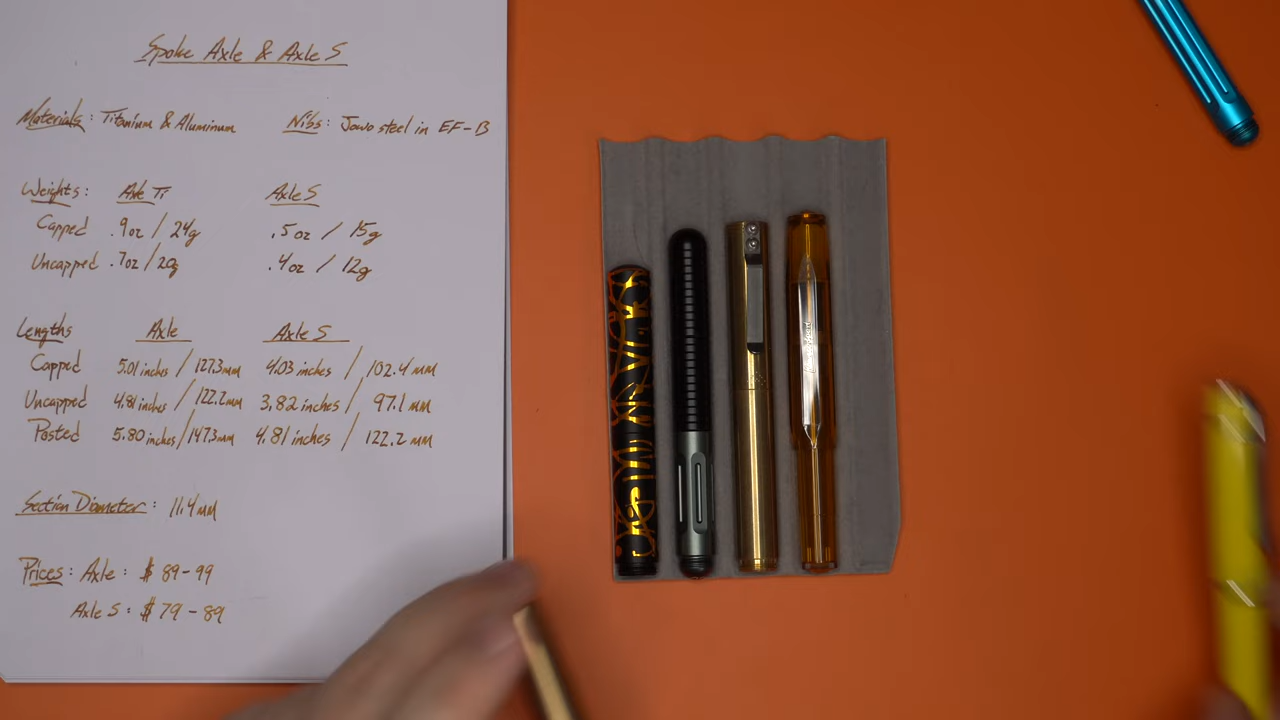 Spoke Axle & Axle S
Materials: Titanium & Aluminum Nibs: Jowo steel in EF-B
Weights: Axle Ti Axle S
Capped .9oz / 24g .5oz / 15g
Uncapped .7oz / 20g .4oz / 12g
Lengths Axle Axle S
Capped 5.01 inches / 127.3mm 4.03 inches / 102.4 mm
Uncapped 4.81 inches / 122.2mm 3.82 inches / 97.1 mm
Posted 5.80 inches / 147.3mm 4.81 inches / 122.2 mm
Section Diameter: 11.4mm
Prices: Axle: $ 89-99
Axle S: $ 79-89